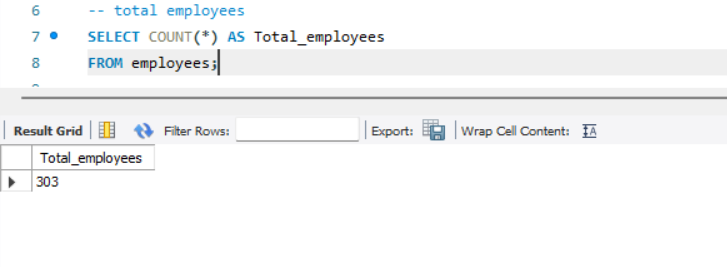 6 -- total employees
7 SELECT COUNT(*) AS Total_employees
8 FROM employees;
Result Grid Filter Rows: Export: Wrap Cell Content: IA
Total_employees
303